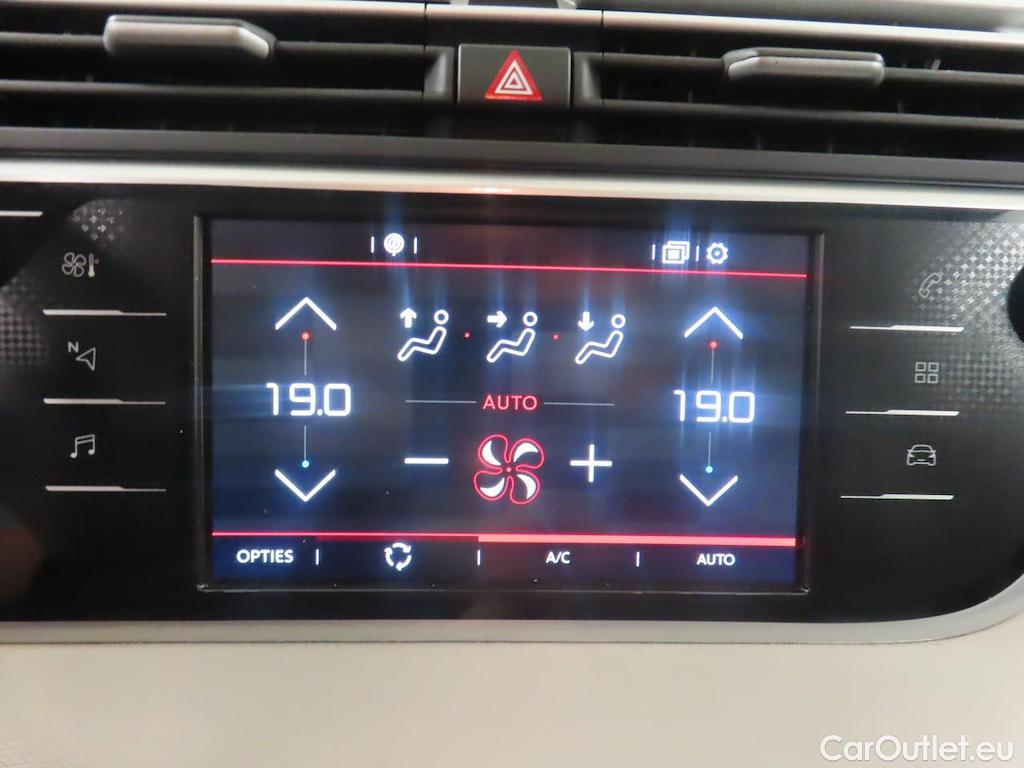 N
19.0
19.0
AUTO
OPTIES A/C AUTO
CarOutlet.eu